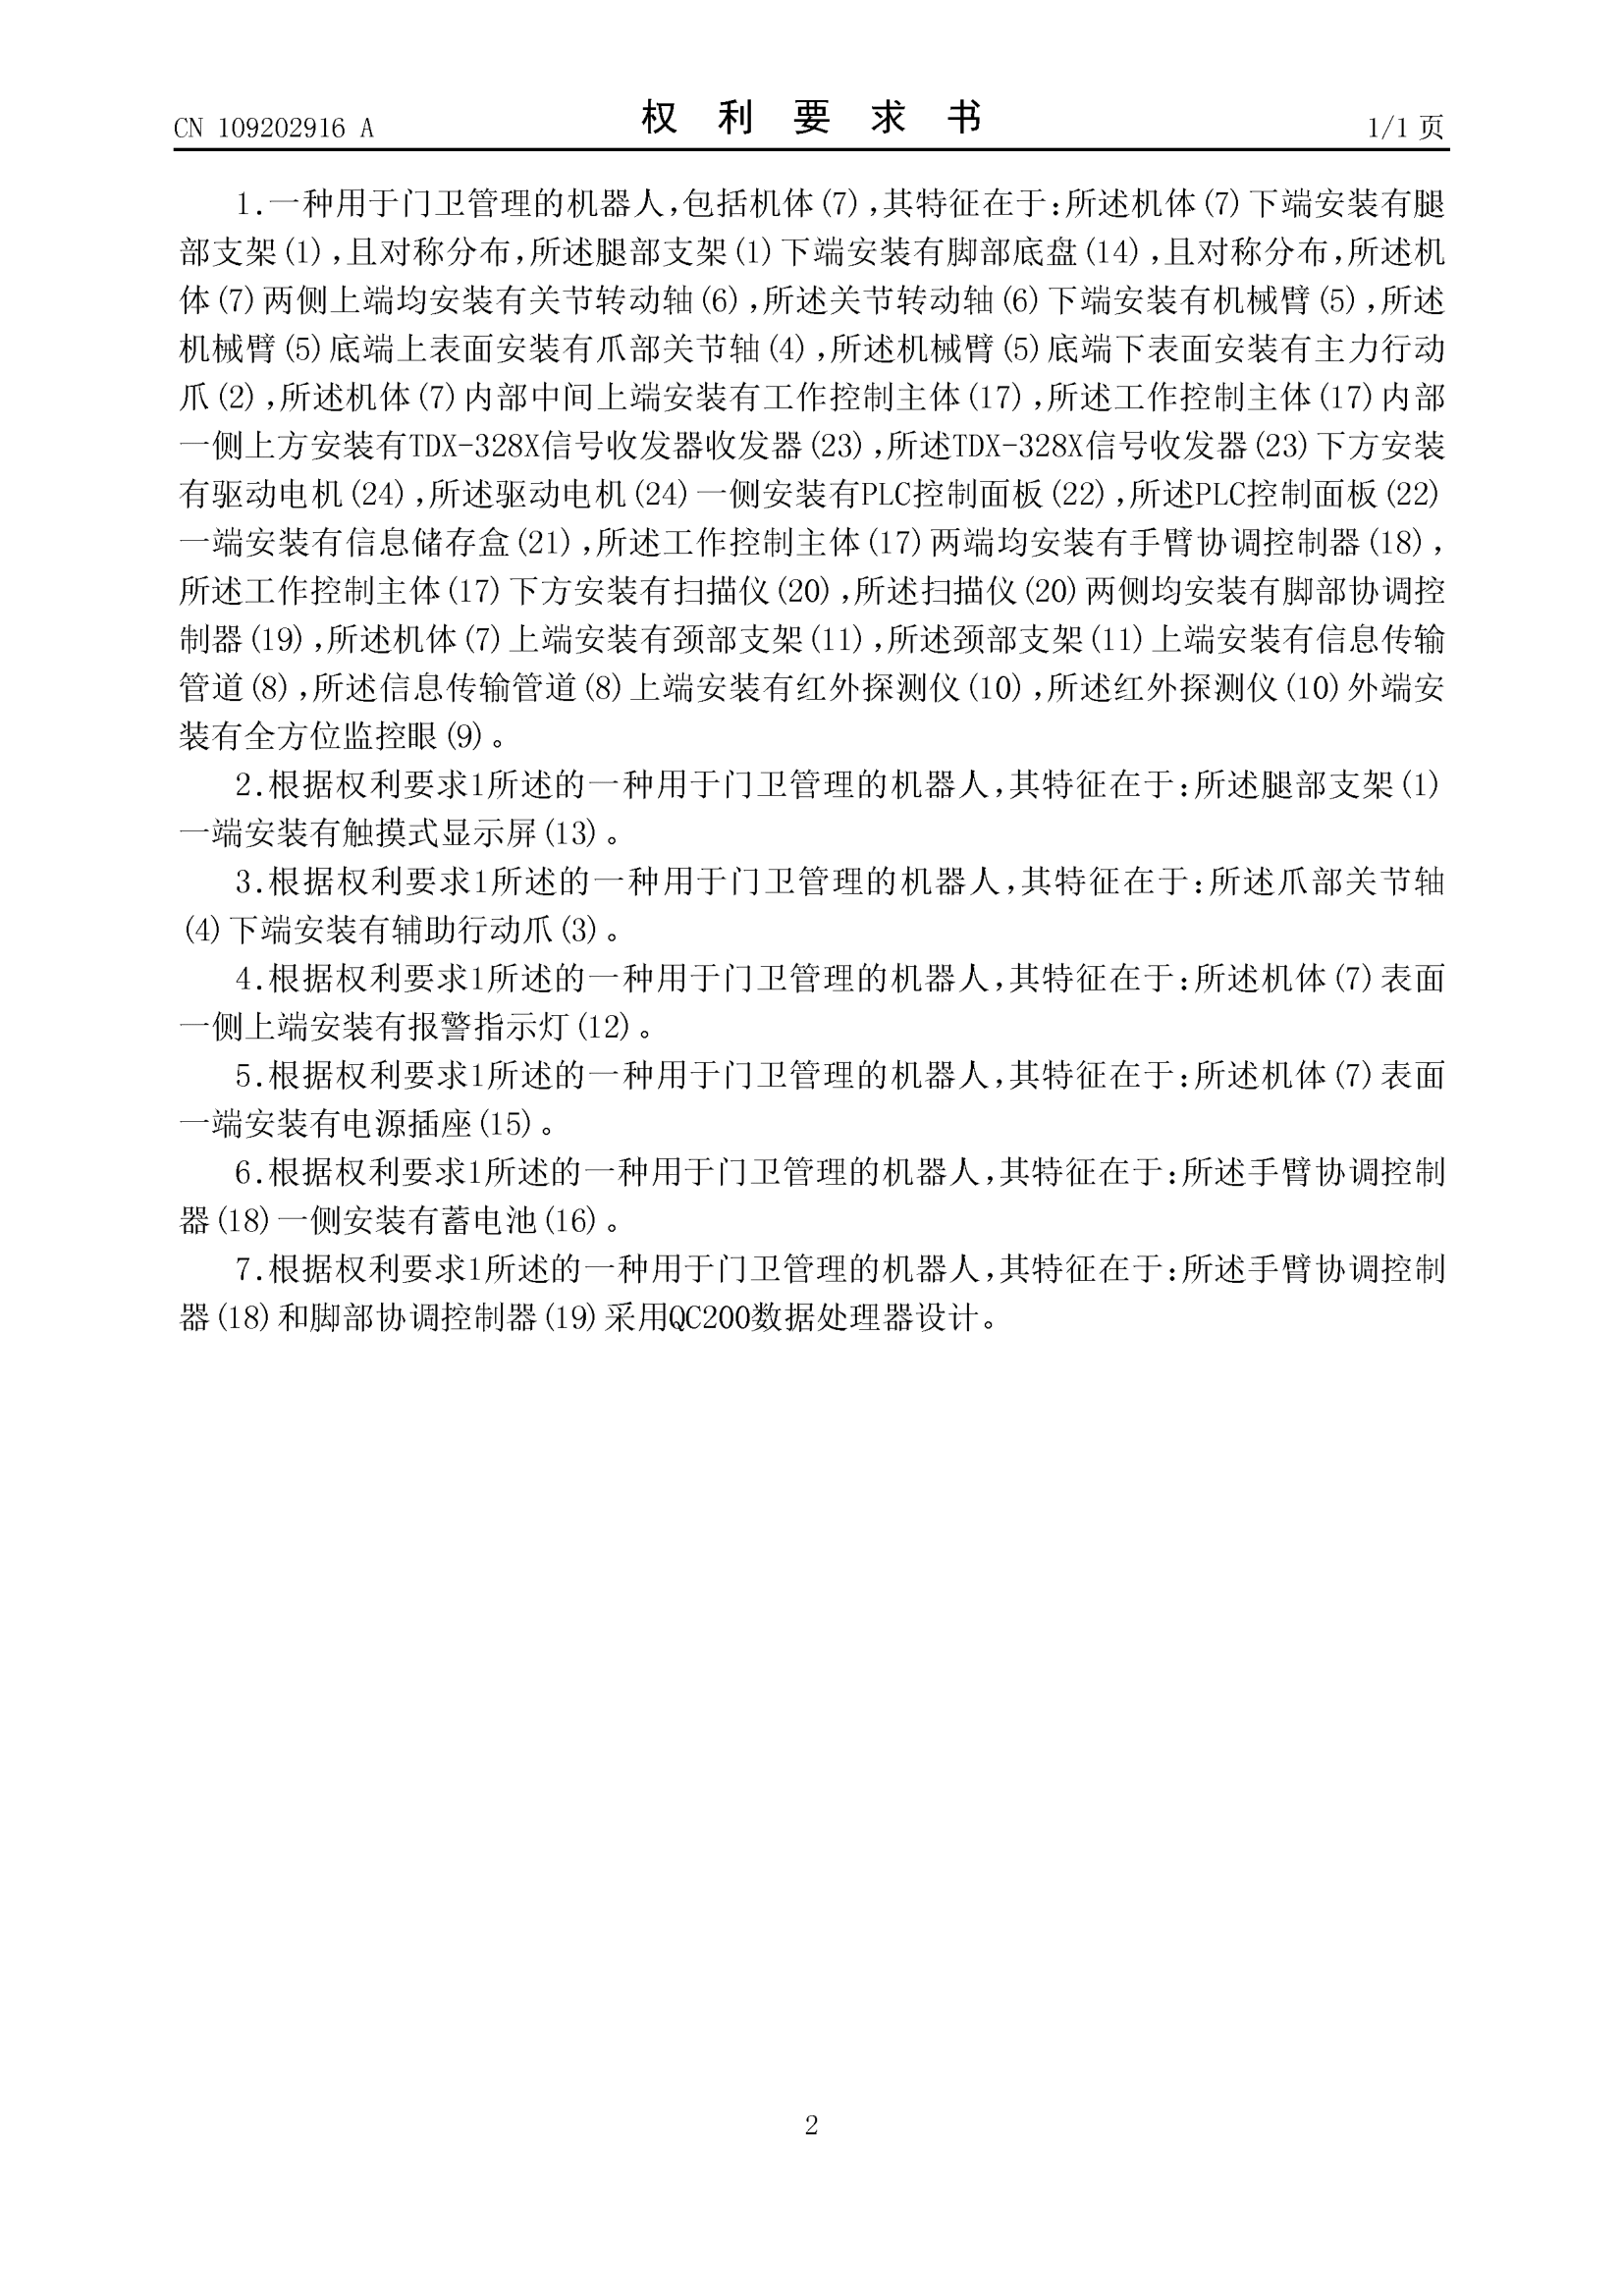 CN 109202916 A
权利要求书
1/1 页
1.一种用于门卫管理的机器人,包括机体(7),其特征在于:所述机体(7)下端安装有腿
部支架(1),且对称分布,所述腿部支架(1)下端安装有脚部底盘(14),且对称分布,所述机
体(7)两侧上端均安装有关节转动轴(6),所述关节转动轴(6)下端安装有机械臂(5),所述
机械臂(5)底端上表面安装有爪部关节轴(4),所述机械臂(5)底端下表面安装有主力行动
爪(2),所述机体(7)内部中间上端安装有工作控制主体(17),所述工作控制主体(17)内部
一侧上方安装有TDX-328X信号收发器收发器(23),所述TDX-328X信号收发器(23)下方安装
有驱动电机(24),所述驱动电机(24)一侧安装有PLC控制面板(22),所述PLC控制面板(22)
一端安装有信息储存盒(21),所述工作控制主体(17)两端均安装有手臂协调控制器(18),
所述工作控制主体(17)下方安装有扫描仪(20),所述扫描仪(20)两侧均安装有脚部协调控
制器(19),所述机体(7)上端安装有颈部支架(11),所述颈部支架(11)上端安装有信息传输
管道(8),所述信息传输管道(8)上端安装有红外探测仪(10),所述红外探测仪(10)外端安
装有全方位监控眼(9)。
2.根据权利要求1所述的一种用于门卫管理的机器人,其特征在于:所述腿部支架(1)
一端安装有触摸式显示屏(13)。
3.根据权利要求1所述的一种用于门卫管理的机器人,其特征在于:所述爪部关节轴
(4)下端安装有辅助行动爪(3)。
4.根据权利要求1所述的一种用于门卫管理的机器人,其特征在于:所述机体(7)表面
一侧上端安装有报警指示灯(12)。
5.根据权利要求1所述的一种用于门卫管理的机器人,其特征在于:所述机体(7)表面
一端安装有电源插座(15)。
6.根据权利要求1所述的一种用于门卫管理的机器人,其特征在于:所述手臂协调控制
器(18)一侧安装有蓄电池(16)。
7.根据权利要求1所述的一种用于门卫管理的机器人,其特征在于:所述手臂协调控制
器(18)和脚部协调控制器(19)采用QC200数据处理器设计。
2